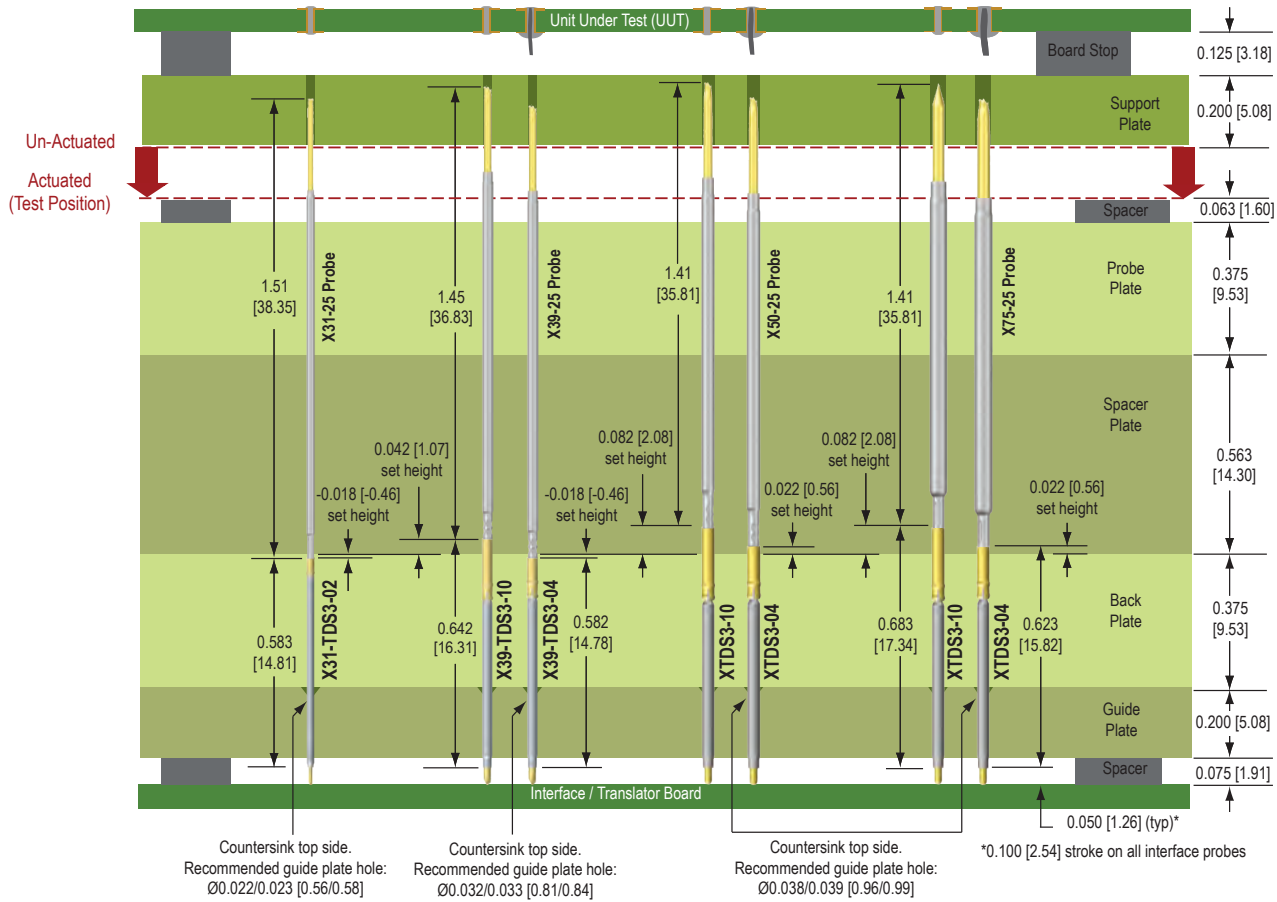 Unit Under Test (UUT)
Board Stop
0.125 [3.18]
Support
Plate
0.200 [5.08]
Un-Actuated
Actuated
(Test Position)
Spacer
0.063 [1.60]
1.51
[38.35]
X31-25 Probe
1.45
[36.83]
X39-25 Probe
1.41
[35.81]
X50-25 Probe
1.41
[35.81]
X75-25 Probe
Probe
Plate
0.375
[9.53]
Spacer
Plate
0.563
[14.30]
0.042 [1.07]
set height
-0.018 [-0.46]
set height
-0.018 [-0.46]
set height
0.082 [2.08]
set height
0.022 [0.56]
set height
0.082 [2.08]
set height
0.022 [0.56]
set height
0.583
[14.81]
X31-TDS3-02
0.642
[16.31]
X39-TDS3-10
X39-TDS3-04
0.582
[14.78]
XTDS3-10
XTDS3-04
0.683
[17.34]
XTDS3-10
XTDS3-04
0.623
[15.82]
Back
Plate
0.375
[9.53]
Guide
Plate
0.200 [5.08]
Spacer
0.075 [1.91]
Interface / Translator Board
0.050 [1.26] (typ)*
*0.100 [2.54] stroke on all interface probes
Countersink top side.
Recommended guide plate hole:
Ø0.022/0.023 [0.56/0.58]
Countersink top side.
Recommended guide plate hole:
Ø0.032/0.033 [0.81/0.84]
Countersink top side.
Recommended guide plate hole:
Ø0.038/0.039 [0.96/0.99]